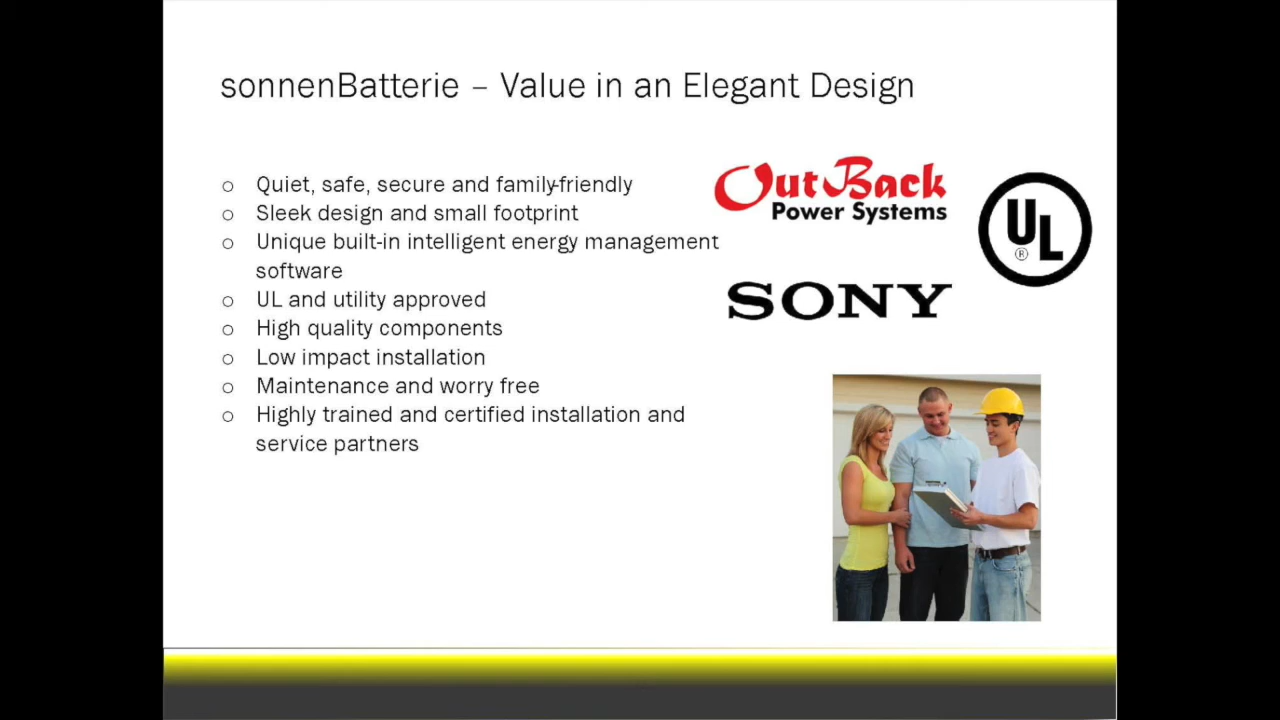 sonnenBatterie – Value in an Elegant Design
o Quiet, safe, secure and family-friendly
o Sleek design and small footprint
o Unique built-in intelligent energy management
software
o UL and utility approved
o High quality components
o Low impact installation
o Maintenance and worry free
o Highly trained and certified installation and
service partners
OutBack
Power Systems
UL
®
SONY